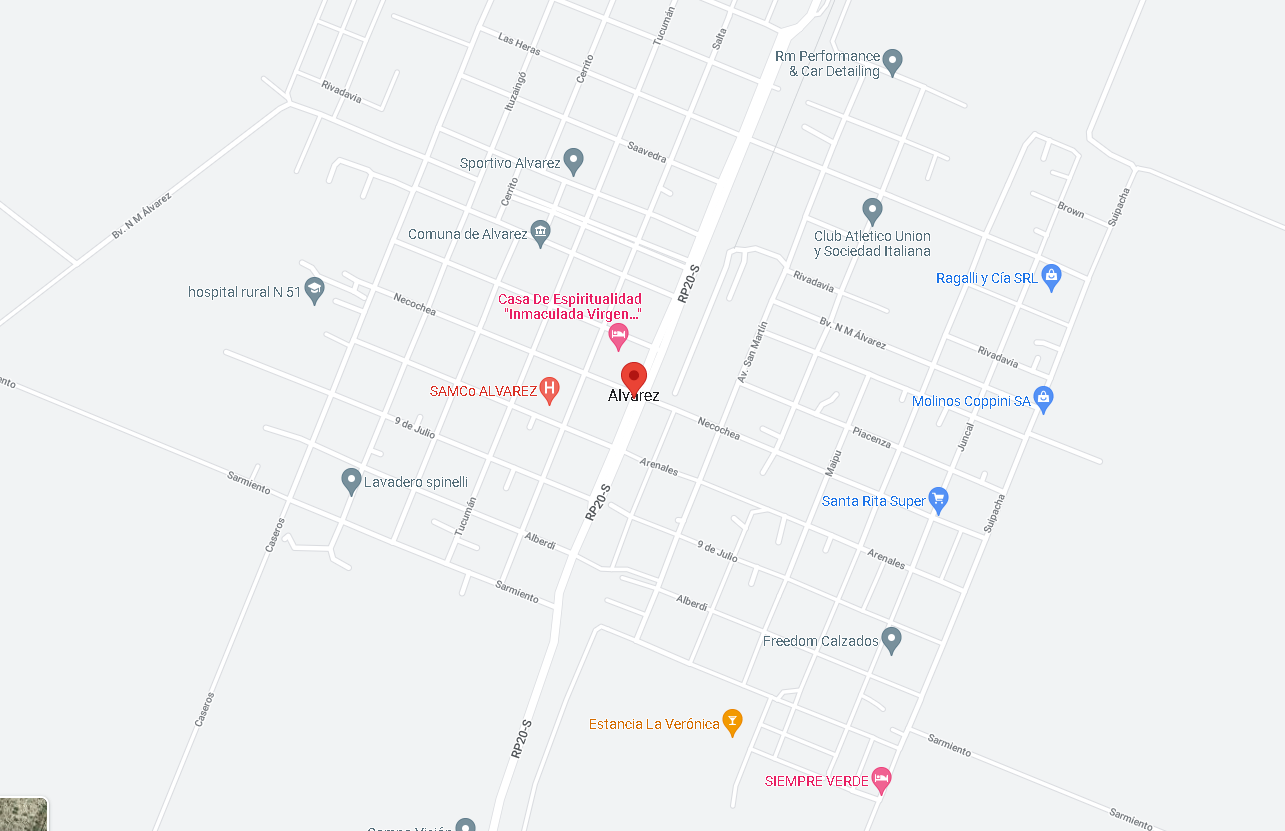 Tucumán
Salta
Las Heras
Cerrito
Rm Performance
& Car Detailing
Ituzaingó
Rivadavia
Saavedra
Sportivo Alvarez
Cerrito
Bv. N M Álvarez
Brown
Suipacha
Comuna de Alvarez
Club Atletico Union
y Sociedad Italiana
RP20-S
Rivadavia
Ragalli y Cía SRL
hospital rural N 51
Necochea
Casa De Espiritualidad
"Inmaculada Virgen..."
Bv. N M Álvarez
Av. San Martín
Rivadavia
SAMCo ALVAREZ
Alvarez
Molinos Coppini SA
9 de Julio
Necochea
Piacenza
Juncal
Maipu
Arenales
Sarmiento
Lavadero spinelli
RP20-S
Santa Rita Super
Suipacha
Tucumán
Caseros
Alberdi
9 de Julio
Arenales
Sarmiento
Alberdi
Freedom Calzados
Caseros
Estancia La Verónica
RP20-S
Sarmiento
SIEMPRE VERDE
Sarmiento